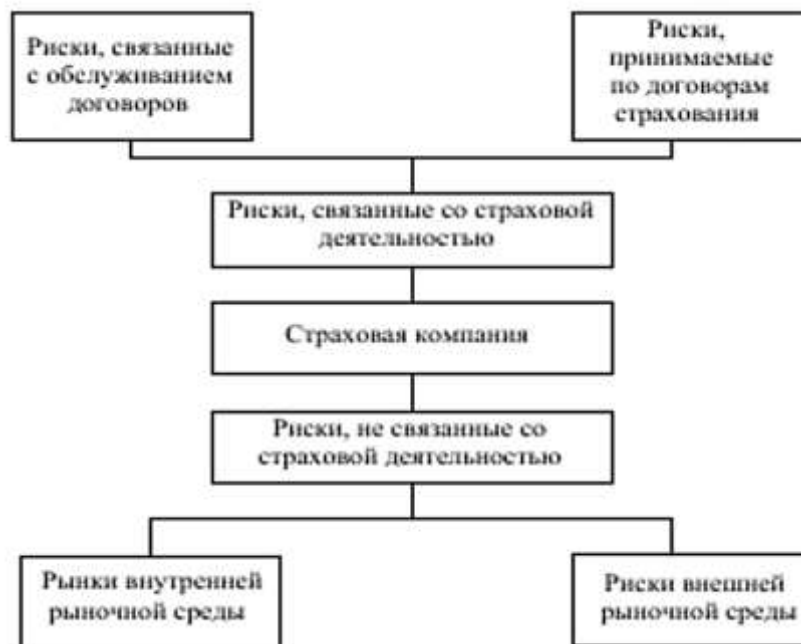 Риски, связанные
с обслуживанием
договоров
Риски,
принимаемые
по договорам
страхования
Риски, связанные со страховой
деятельностью
Страховая компания
Риски, не связанные со
страховой деятельностью
Рынки внутренней
рыночной среды
Риски внешней
рыночной среды